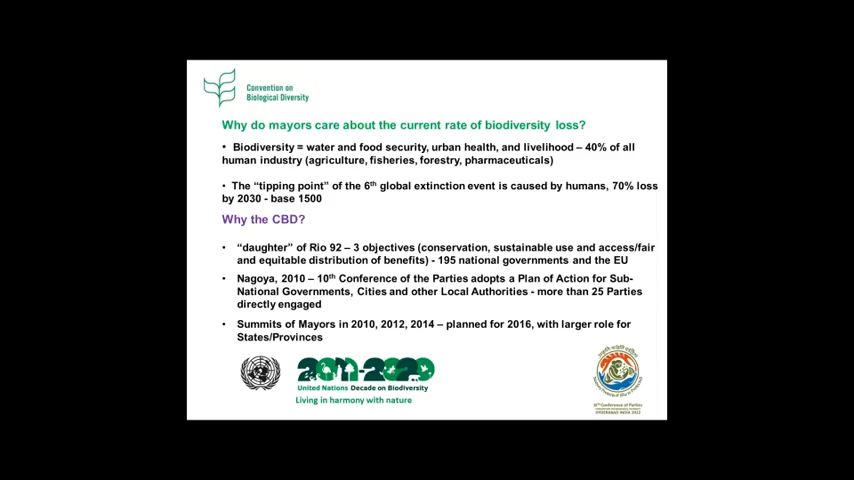 Convention on
Biological Diversity
Why do mayors care about the current rate of biodiversity loss?
• Biodiversity = water and food security, urban health, and livelihood – 40% of all
human industry (agriculture, fisheries, forestry, pharmaceuticals)
• The “tipping point” of the 6th global extinction event is caused by humans, 70% loss
by 2030 - base 1500
Why the CBD?
• “daughter” of Rio 92 – 3 objectives (conservation, sustainable use and access/fair
and equitable distribution of benefits) - 195 national governments and the EU
• Nagoya, 2010 – 10th Conference of the Parties adopts a Plan of Action for Sub-
National Governments, Cities and other Local Authorities - more than 25 Parties
directly engaged
• Summits of Mayors in 2010, 2012, 2014 – planned for 2016, with larger role for
States/Provinces
2011-2020
United Nations Decade on Biodiversity
Living in harmony with nature
Conference of Parties
HYDERABAD INDIA 2012